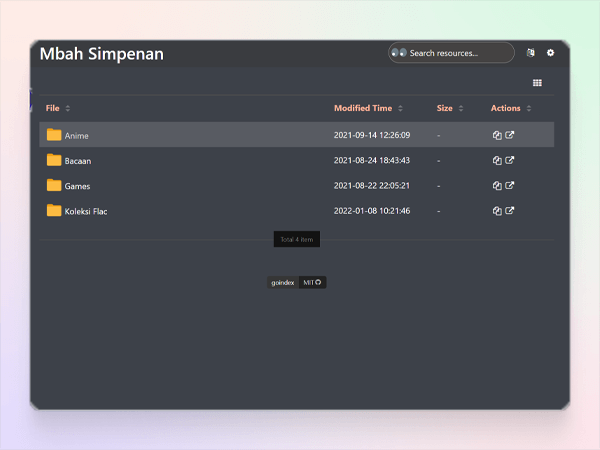 Mbah Simpenan
Search resources...
File Modified Time Size Actions
Anime 2021-09-14 12:26:09 -
Bacaan 2021-08-24 18:43:43 -
Games 2021-08-22 22:05:21 -
Koleksi Flac 2022-01-08 10:21:46 -
Total 4 item
goindex MIT